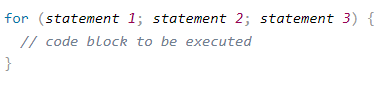 for (statement 1; statement 2; statement 3) {
  // code block to be executed
}